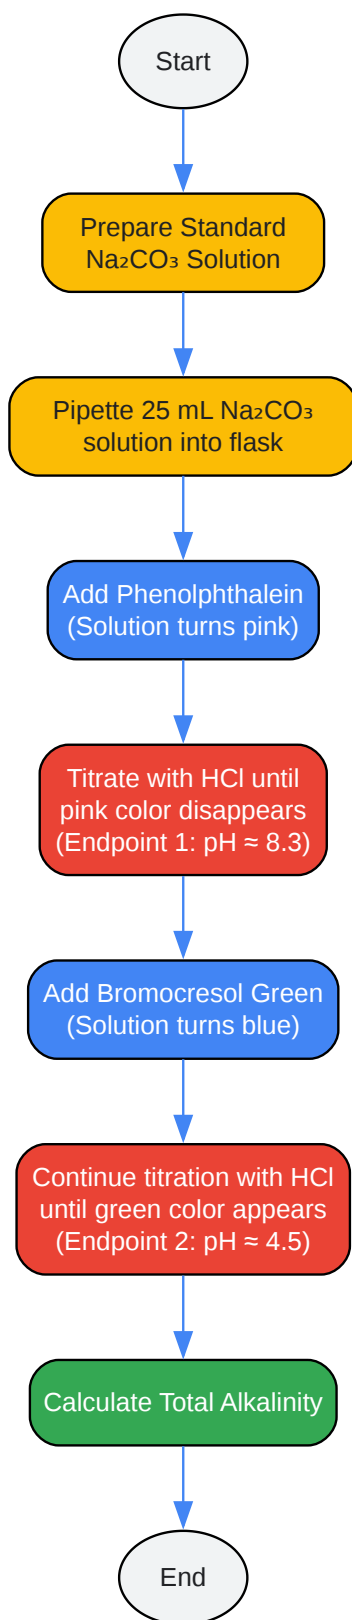 Start
Prepare Standard
Na₂CO₃ Solution
Pipette 25 mL Na₂CO₃
solution into flask
Add Phenolphthalein
(Solution turns pink)
Titrate with HCl until
pink color disappears
(Endpoint 1: pH ≈ 8.3)
Add Bromocresol Green
(Solution turns blue)
Continue titration with HCl
until green color appears
(Endpoint 2: pH ≈ 4.5)
Calculate Total Alkalinity
End